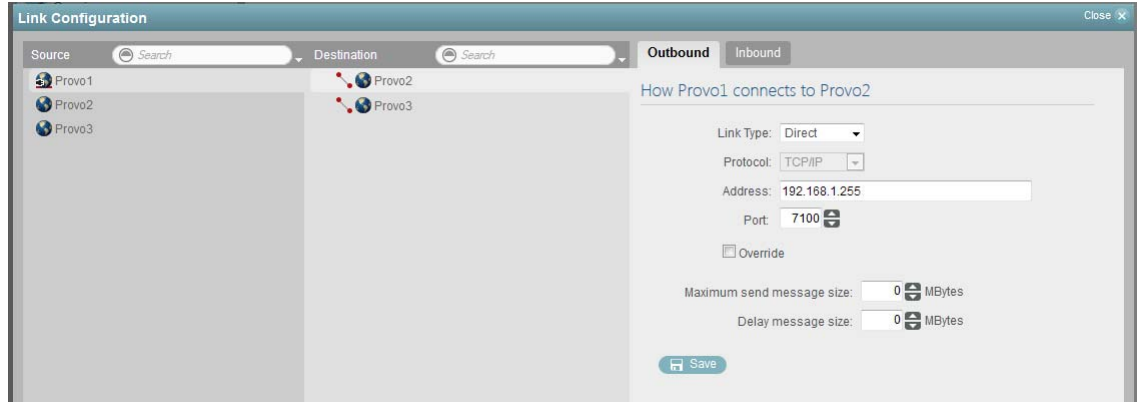 Link Configuration
Close
Source
Search
Destination
Search
Provo1
Provo2
Provo3
Provo2
Provo3
Outbound
Inbound
How Provo1 connects to Provo2
Link Type: Direct
Protocol: TCP/IP
Address: 192.168.1.255
Port: 7100
Override
Maximum send message size: 0 MBytes
Delay message size: 0 MBytes
Save